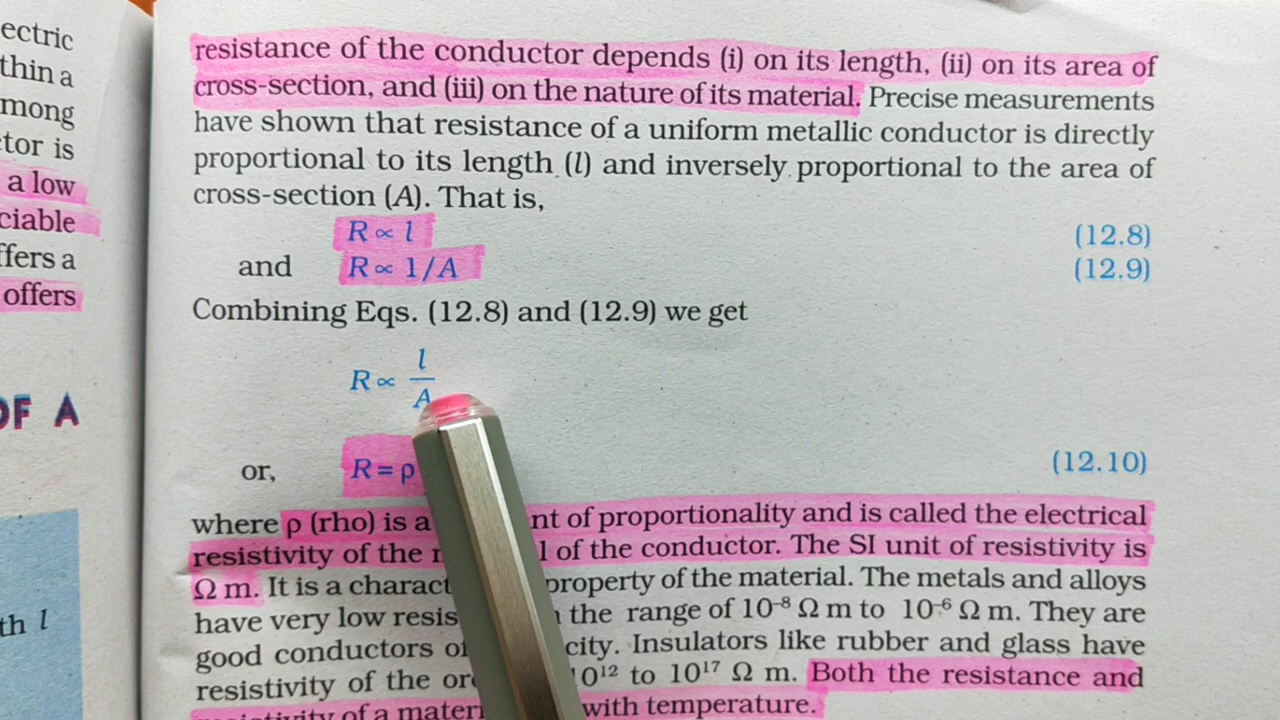 ectric
thin a
mong
tor is
a low
ciable
ffers a
offers
OF A
th l
resistance of the conductor depends (i) on its length, (ii) on its area of
cross-section, and (iii) on the nature of its material. Precise measurements
have shown that resistance of a uniform metallic conductor is directly
proportional to its length (l) and inversely proportional to the area of
cross-section (A). That is,
R ∝ l (12.8)
and R ∝ 1/A (12.9)
Combining Eqs. (12.8) and (12.9) we get
R ∝ l/A
or, R = ρ (12.10)
where ρ (rho) is a nt of proportionality and is called the electrical
resistivity of the l of the conductor. The SI unit of resistivity is
Ω m. It is a charact property of the material. The metals and alloys
have very low resis the range of 10⁻⁸ Ω m to 10⁻⁶ Ω m. They are
good conductors o city. Insulators like rubber and glass have
resistivity of the or 10¹² to 10¹⁷ Ω m. Both the resistance and
resistivity of a mater with temperature.